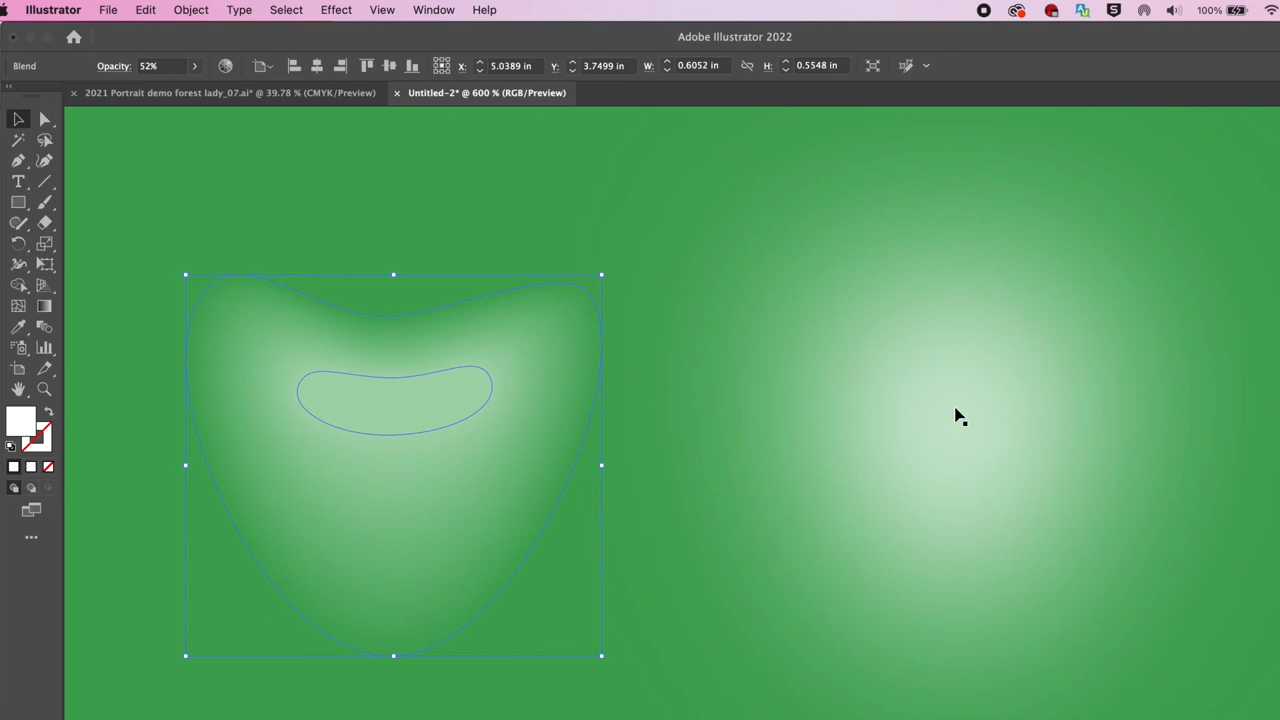 Illustrator File Edit Object Type Select Effect View Window Help 100%
Adobe Illustrator 2022
Blend Opacity: 52% X: 5.0389 in Y: 3.7499 in W: 0.6052 in H: 0.5548 in
2021 Portrait demo forest lady_07.ai* @ 39.78 % (CMYK/Preview) Untitled-2* @ 600 % (RGB/Preview)